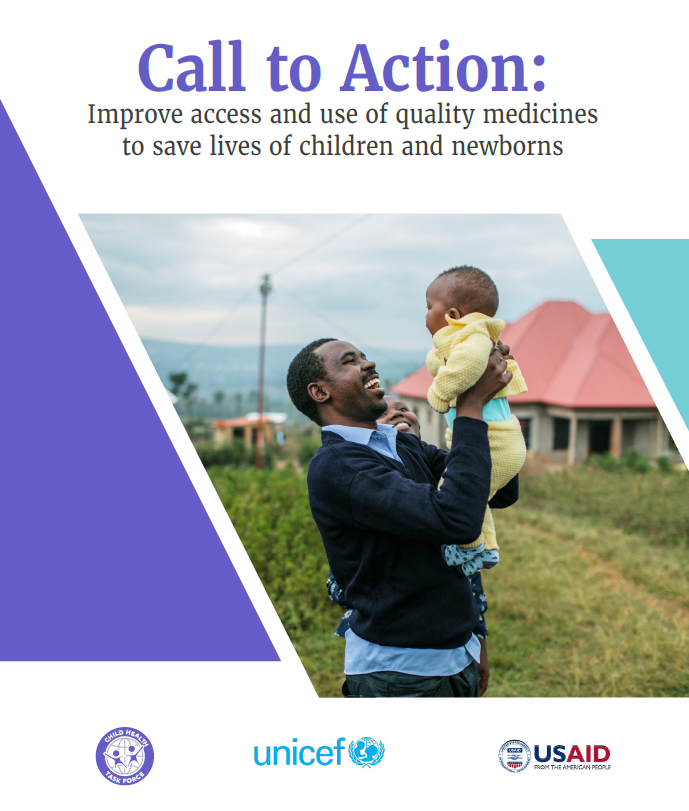 Call to Action:
Improve access and use of quality medicines
to save lives of children and newborns
CHILD HEALTH
TASK FORCE
unicef
USAID
USAID
FROM THE AMERICAN PEOPLE